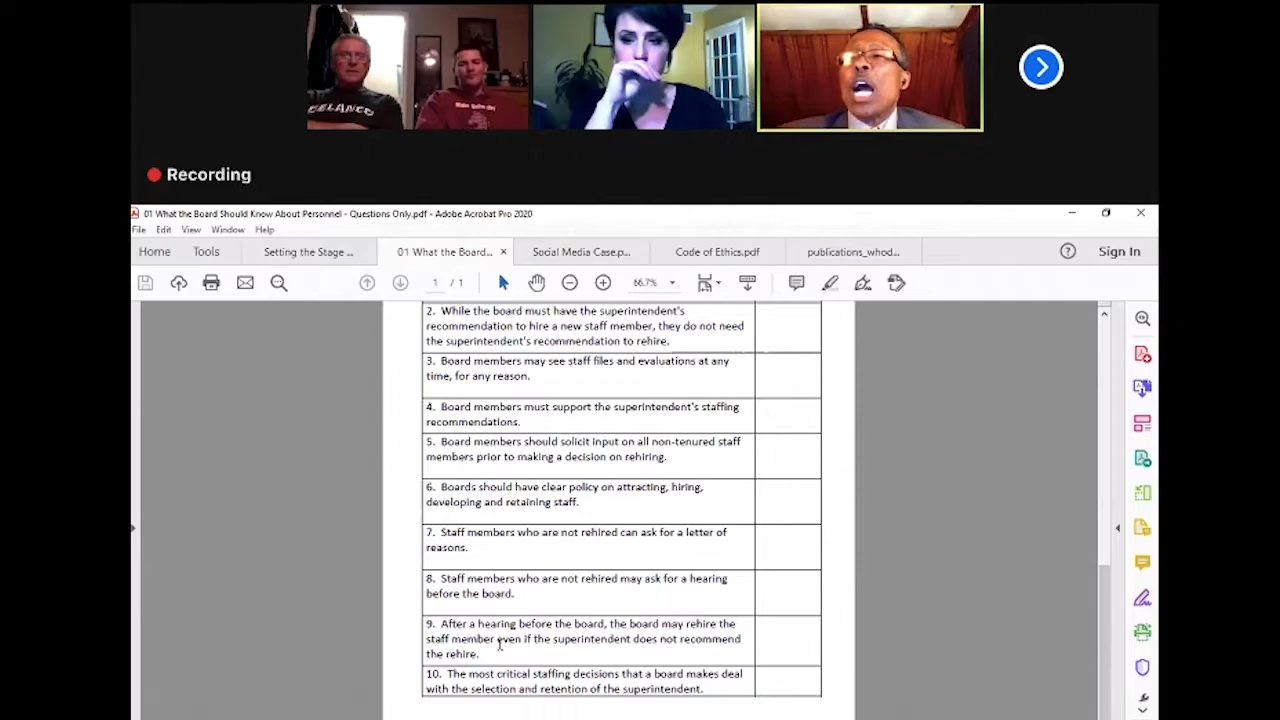 Recording
01 What the Board Should Know About Personnel - Questions Only.pdf - Adobe Acrobat Pro 2020
File Edit View Window Help
Home Tools Setting the Stage ... 01 What the Board... × Social Media Case.p... Code of Ethics.pdf publications_whod... Sign In
1 / 1 66.7%
2. While the board must have the superintendent's
recommendation to hire a new staff member, they do not need
the superintendent's recommendation to rehire.
3. Board members may see staff files and evaluations at any
time, for any reason.
4. Board members must support the superintendent's staffing
recommendations.
5. Board members should solicit input on all non-tenured staff
members prior to making a decision on rehiring.
6. Boards should have clear policy on attracting, hiring,
developing and retaining staff.
7. Staff members who are not rehired can ask for a letter of
reasons.
8. Staff members who are not rehired may ask for a hearing
before the board.
9. After a hearing before the board, the board may rehire the
staff member even if the superintendent does not recommend
the rehire.
10. The most critical staffing decisions that a board makes deal
with the selection and retention of the superintendent.